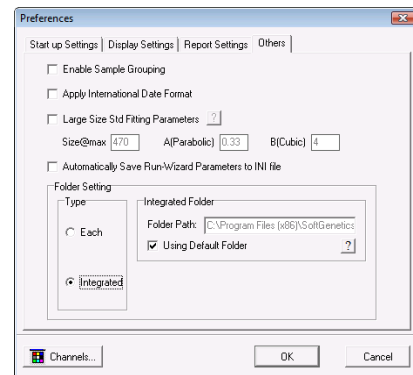 Preferences
Start up Settings Display Settings Report Settings Others
Enable Sample Grouping
Apply International Date Format
Large Size Std Fitting Parameters ?
Size@max 470 A(Parabolic) 0.33 B(Cubic) 4
Automatically Save Run-Wizard Parameters to INI file
Folder Setting
Type
Each
Integrated
Integrated Folder
Folder Path: C:\Program Files (x86)\SoftGenetics
Using Default Folder ?
Channels... OK Cancel